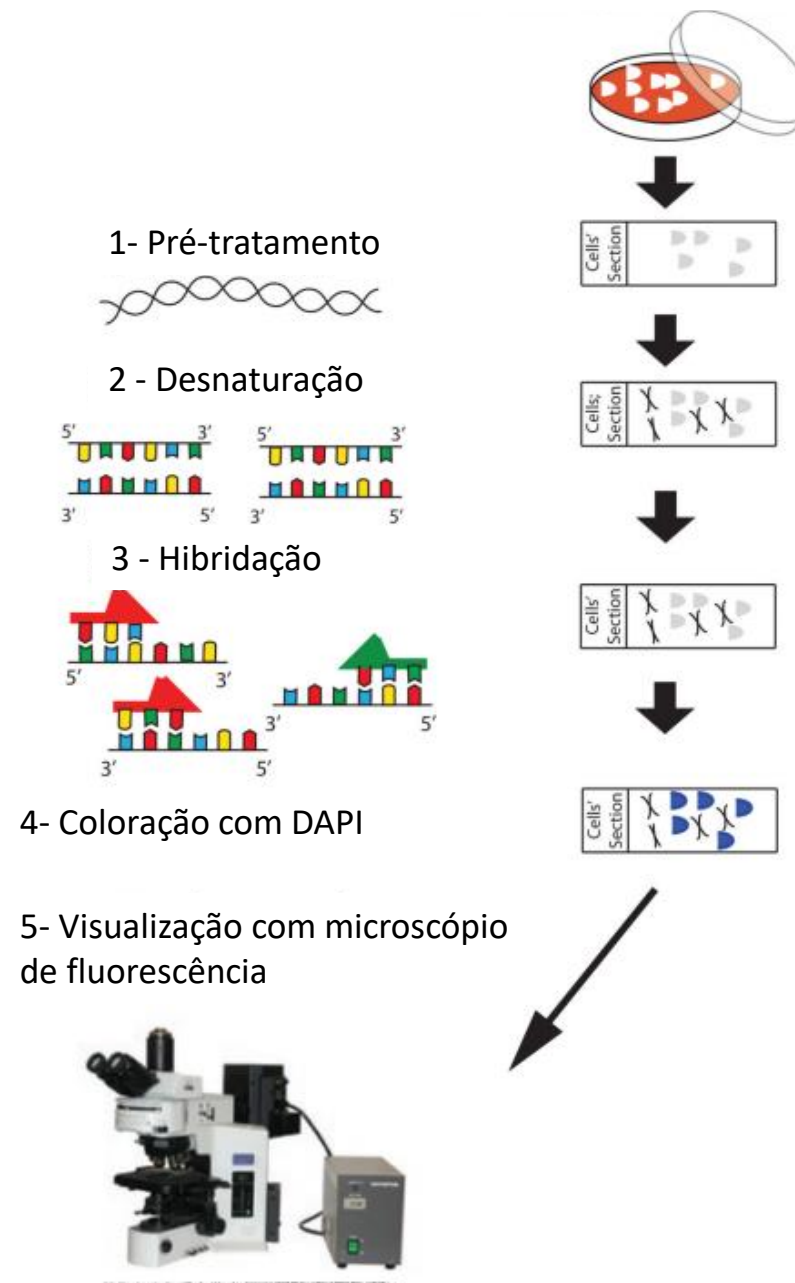 1- Pré-tratamento
Cells'
Section
2 - Desnaturação
5' 3' 5' 3'
3' 5' 3' 5'
Cells;
Section
3 - Hibridação
5' 3'
3' 5'
3' 5'
Cells'
Section
4- Coloração com DAPI
Cells'
Section
5- Visualização com microscópio
de fluorescência